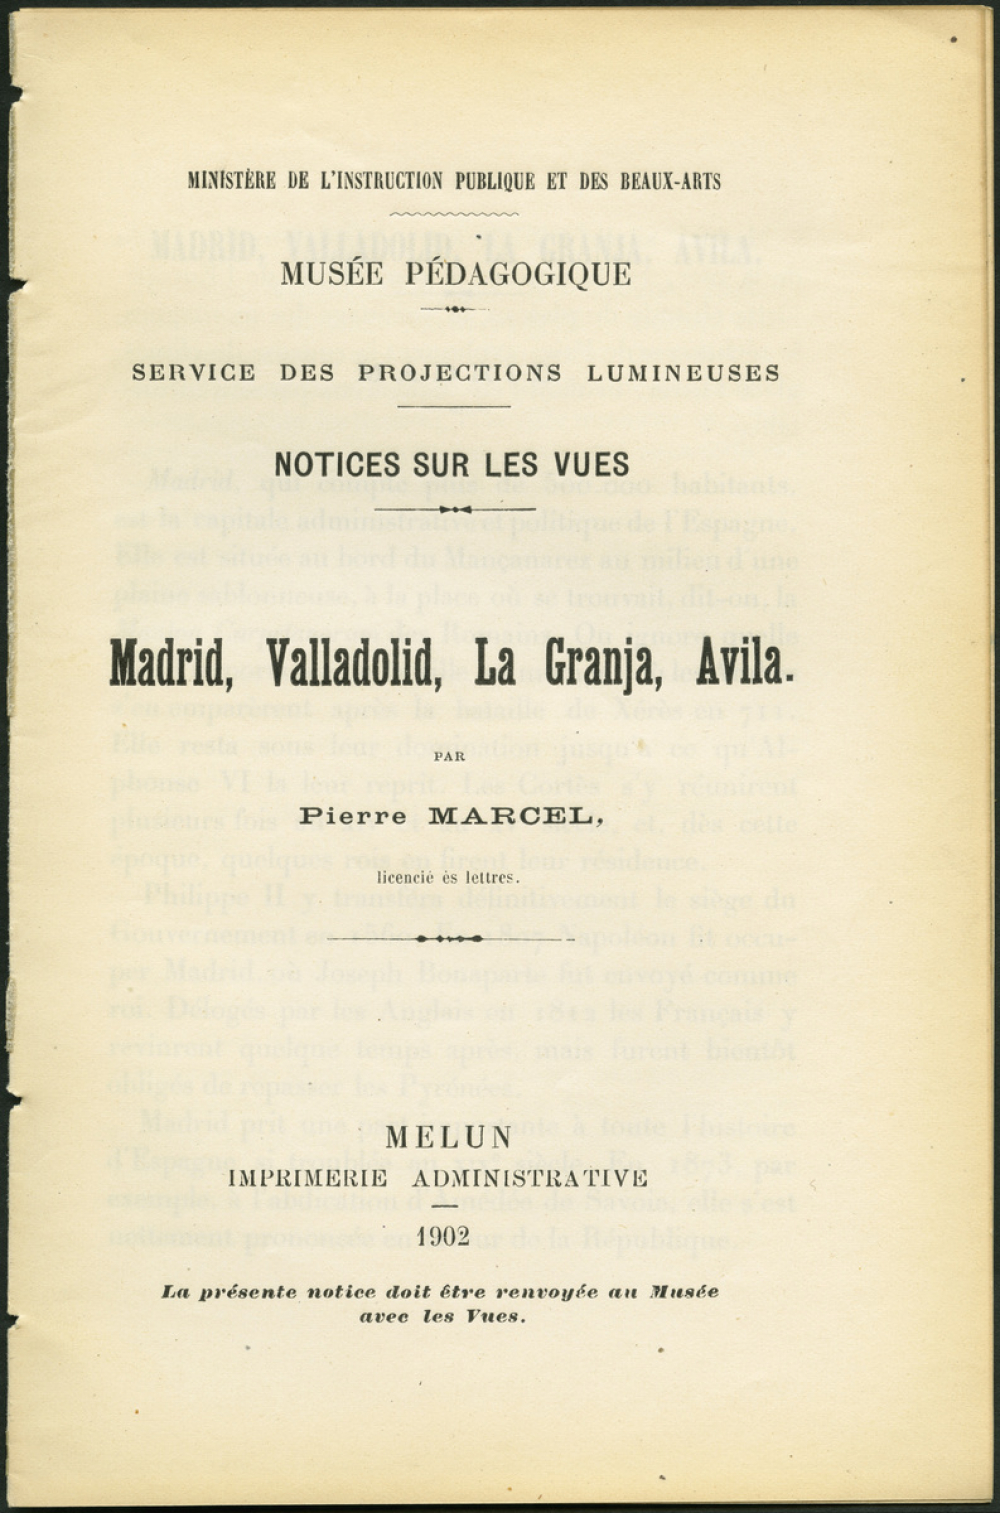 MINISTÈRE DE L'INSTRUCTION PUBLIQUE ET DES BEAUX-ARTS
MUSÉE PÉDAGOGIQUE
SERVICE DES PROJECTIONS LUMINEUSES
NOTICES SUR LES VUES
Madrid, Valladolid, La Granja, Avila.
PAR
Pierre MARCEL,
licencié ès lettres.
MELUN
IMPRIMERIE ADMINISTRATIVE
1902
La présente notice doit être renvoyée au Musée
avec les Vues.